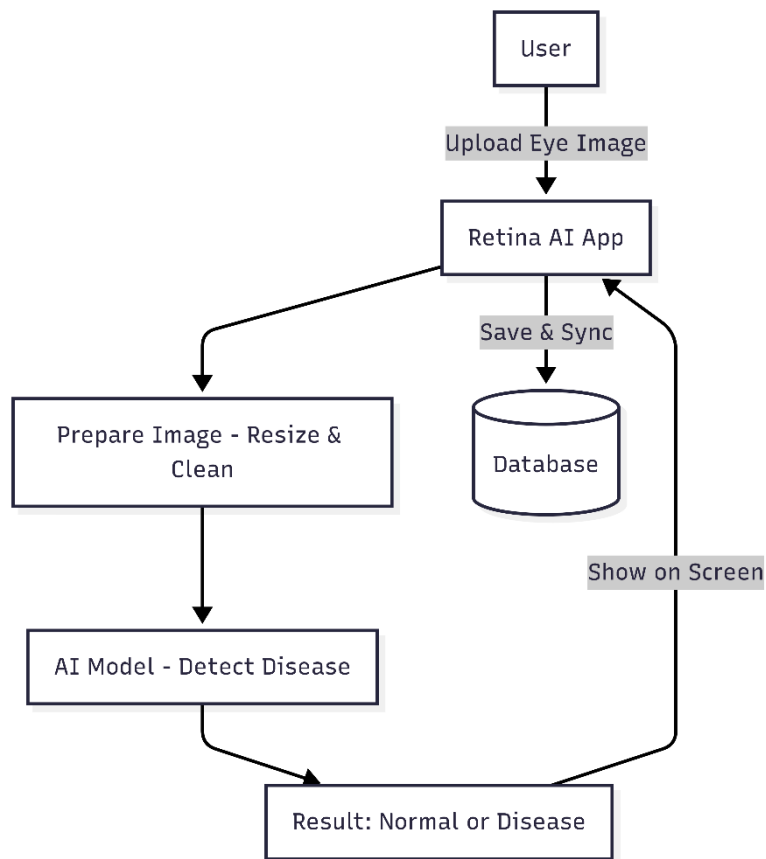 User
Upload Eye Image
Retina AI App
Save & Sync
Prepare Image - Resize &
Clean
Database
Show on Screen
AI Model - Detect Disease
Result: Normal or Disease